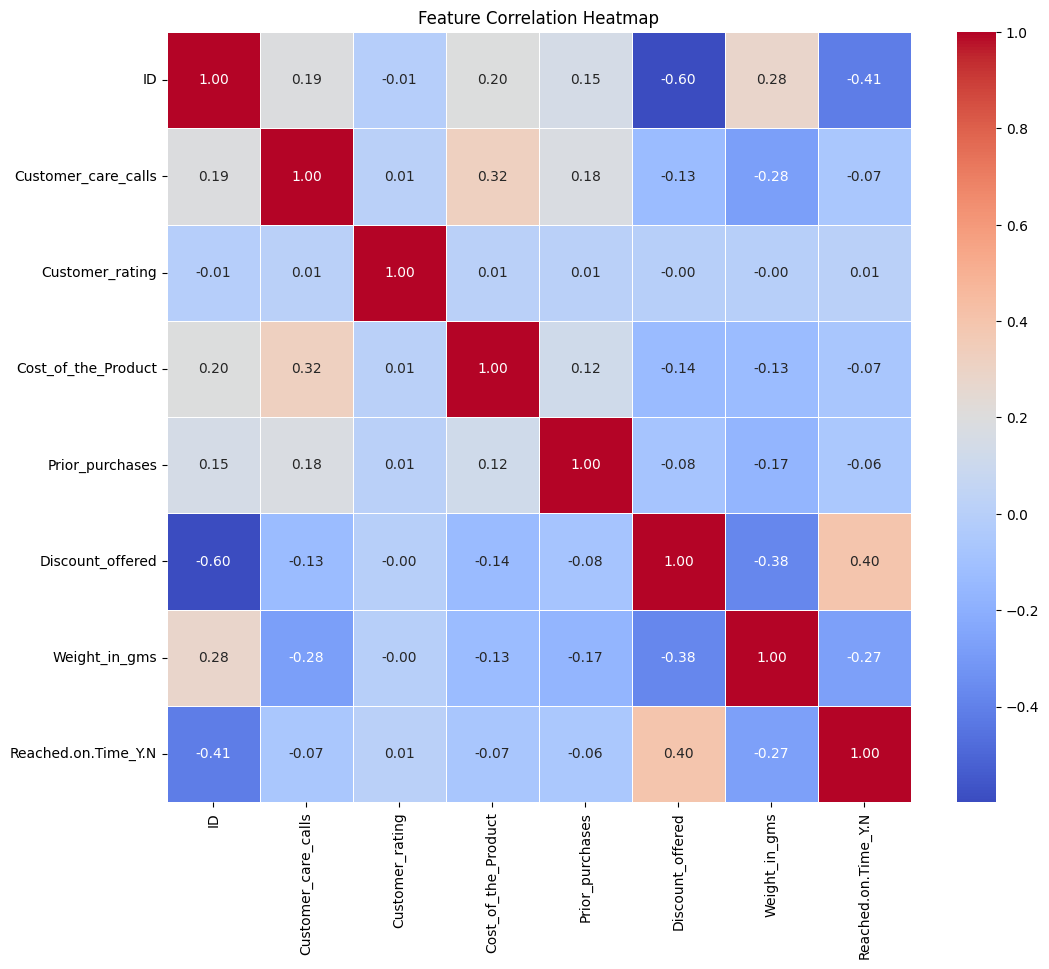 Feature Correlation Heatmap
ID 1.00 0.19 -0.01 0.20 0.15 -0.60 0.28 -0.41
Customer_care_calls 0.19 1.00 0.01 0.32 0.18 -0.13 -0.28 -0.07
Customer_rating -0.01 0.01 1.00 0.01 0.01 -0.00 -0.00 0.01
Cost_of_the_Product 0.20 0.32 0.01 1.00 0.12 -0.14 -0.13 -0.07
Prior_purchases 0.15 0.18 0.01 0.12 1.00 -0.08 -0.17 -0.06
Discount_offered -0.60 -0.13 -0.00 -0.14 -0.08 1.00 -0.38 0.40
Weight_in_gms 0.28 -0.28 -0.00 -0.13 -0.17 -0.38 1.00 -0.27
Reached.on.Time_Y.N -0.41 -0.07 0.01 -0.07 -0.06 0.40 -0.27 1.00
ID
Customer_care_calls
Customer_rating
Cost_of_the_Product
Prior_purchases
Discount_offered
Weight_in_gms
Reached.on.Time_Y.N
1.0
0.8
0.6
0.4
0.2
0.0
−0.2
−0.4